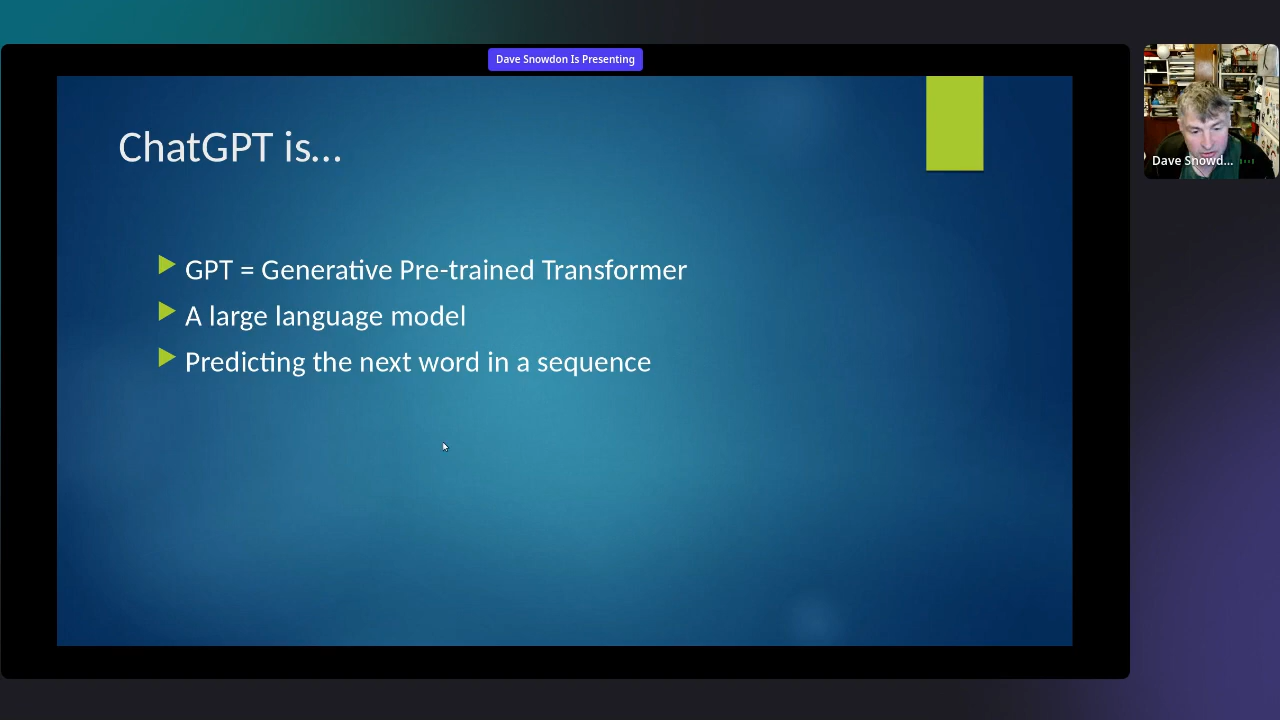 Dave Snowdon Is Presenting
ChatGPT is...
GPT = Generative Pre-trained Transformer
A large language model
Predicting the next word in a sequence
Dave Snowd...